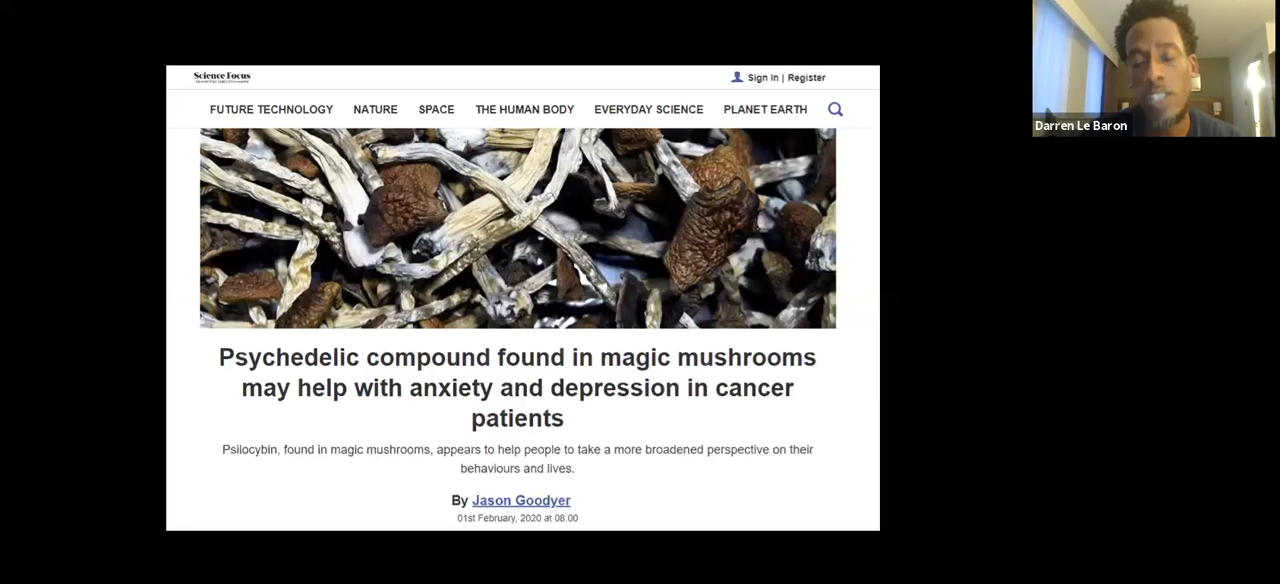 Science Focus
Sign In | Register
FUTURE TECHNOLOGY NATURE SPACE THE HUMAN BODY EVERYDAY SCIENCE PLANET EARTH
Psychedelic compound found in magic mushrooms
may help with anxiety and depression in cancer
patients
Psilocybin, found in magic mushrooms, appears to help people to take a more broadened perspective on their
behaviours and lives.
By Jason Goodyer
01st February, 2020 at 08:00
Darren Le Baron